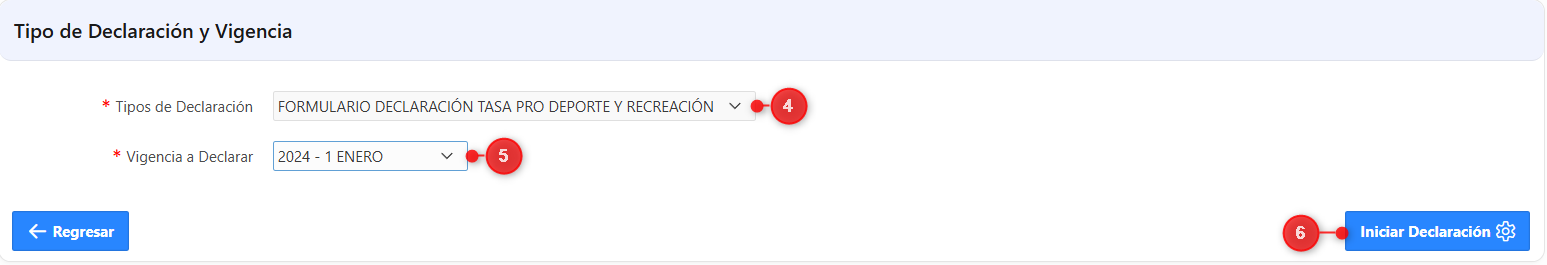 Tipo de Declaración y Vigencia
* Tipos de Declaración FORMULARIO DECLARACIÓN TASA PRO DEPORTE Y RECREACIÓN 4
* Vigencia a Declarar 2024 - 1 ENERO 5
Regresar 6 Iniciar Declaración